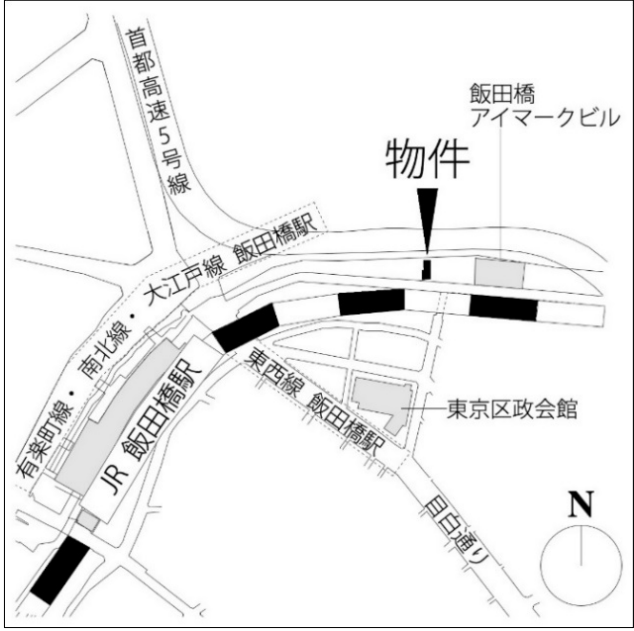 首都高速5号線
飯田橋
アイマークビル
物件
有楽町線・南北線・大江戸線 飯田橋駅
JR 飯田橋駅
東西線 飯田橋駅
東京区政会館
目白通り
N